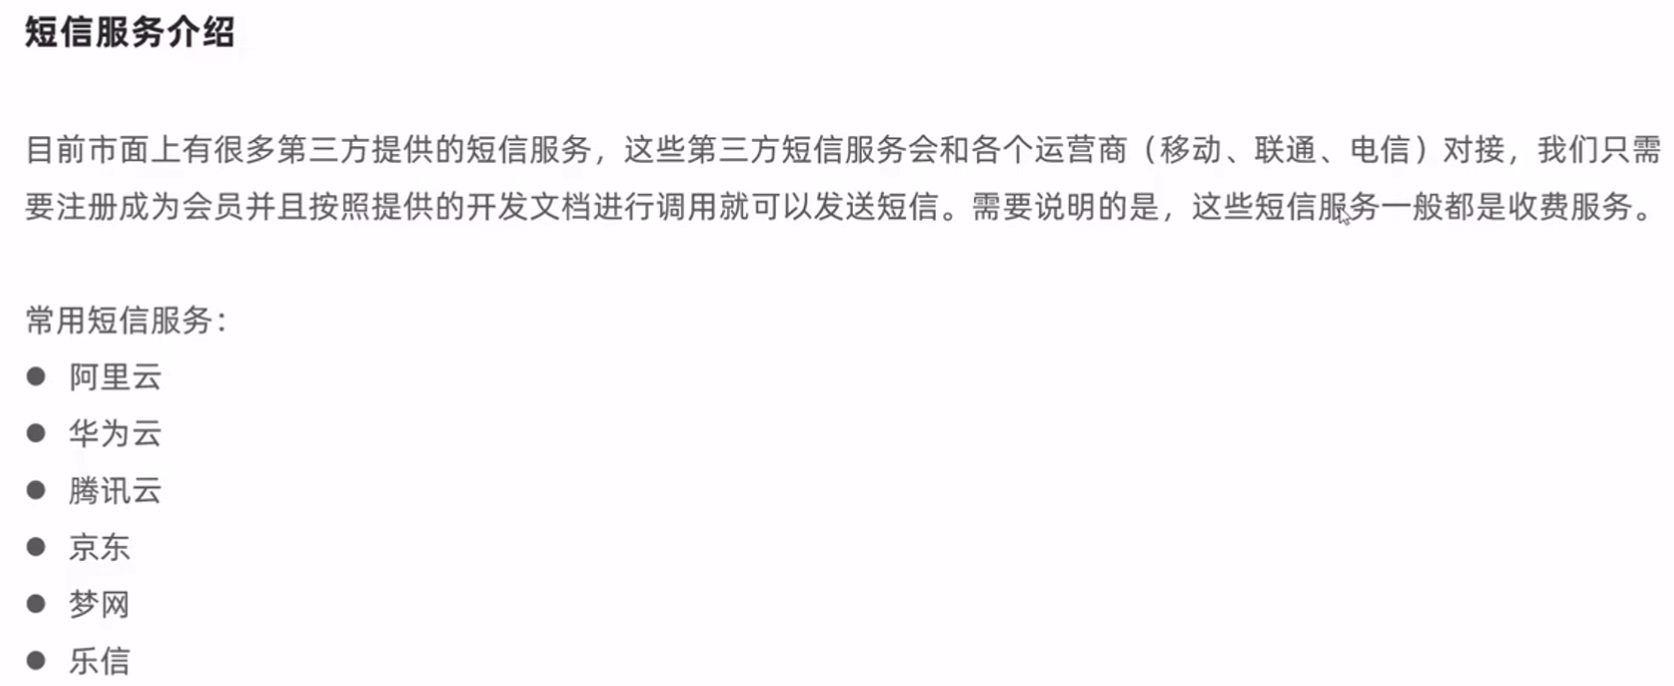 短信服务介绍
目前市面上有很多第三方提供的短信服务，这些第三方短信服务会和各个运营商（移动、联通、电信）对接，我们只需
要注册成为会员并且按照提供的开发文档进行调用就可以发送短信。需要说明的是，这些短信服务一般都是收费服务。
常用短信服务：
● 阿里云
● 华为云
● 腾讯云
● 京东
● 梦网
● 乐信